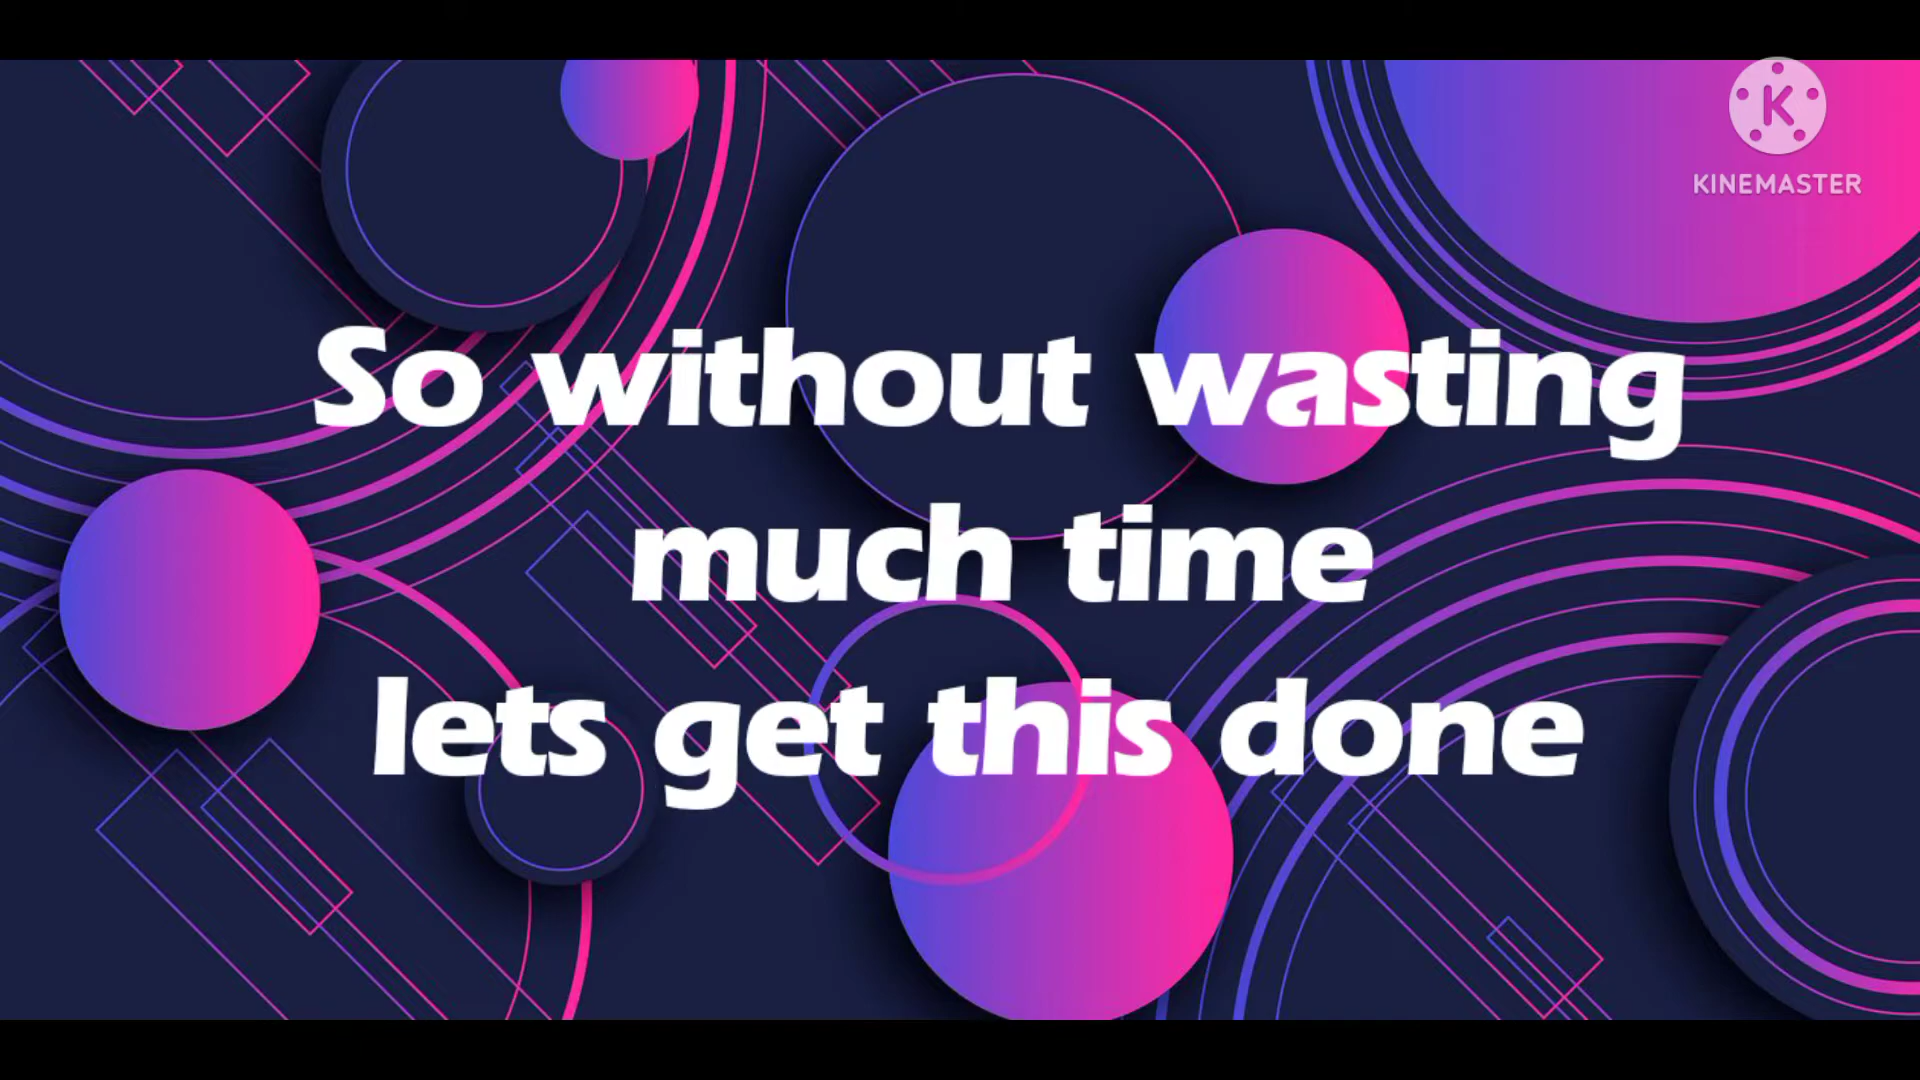 K
KINEMASTER
So without wasting
much time
lets get this done